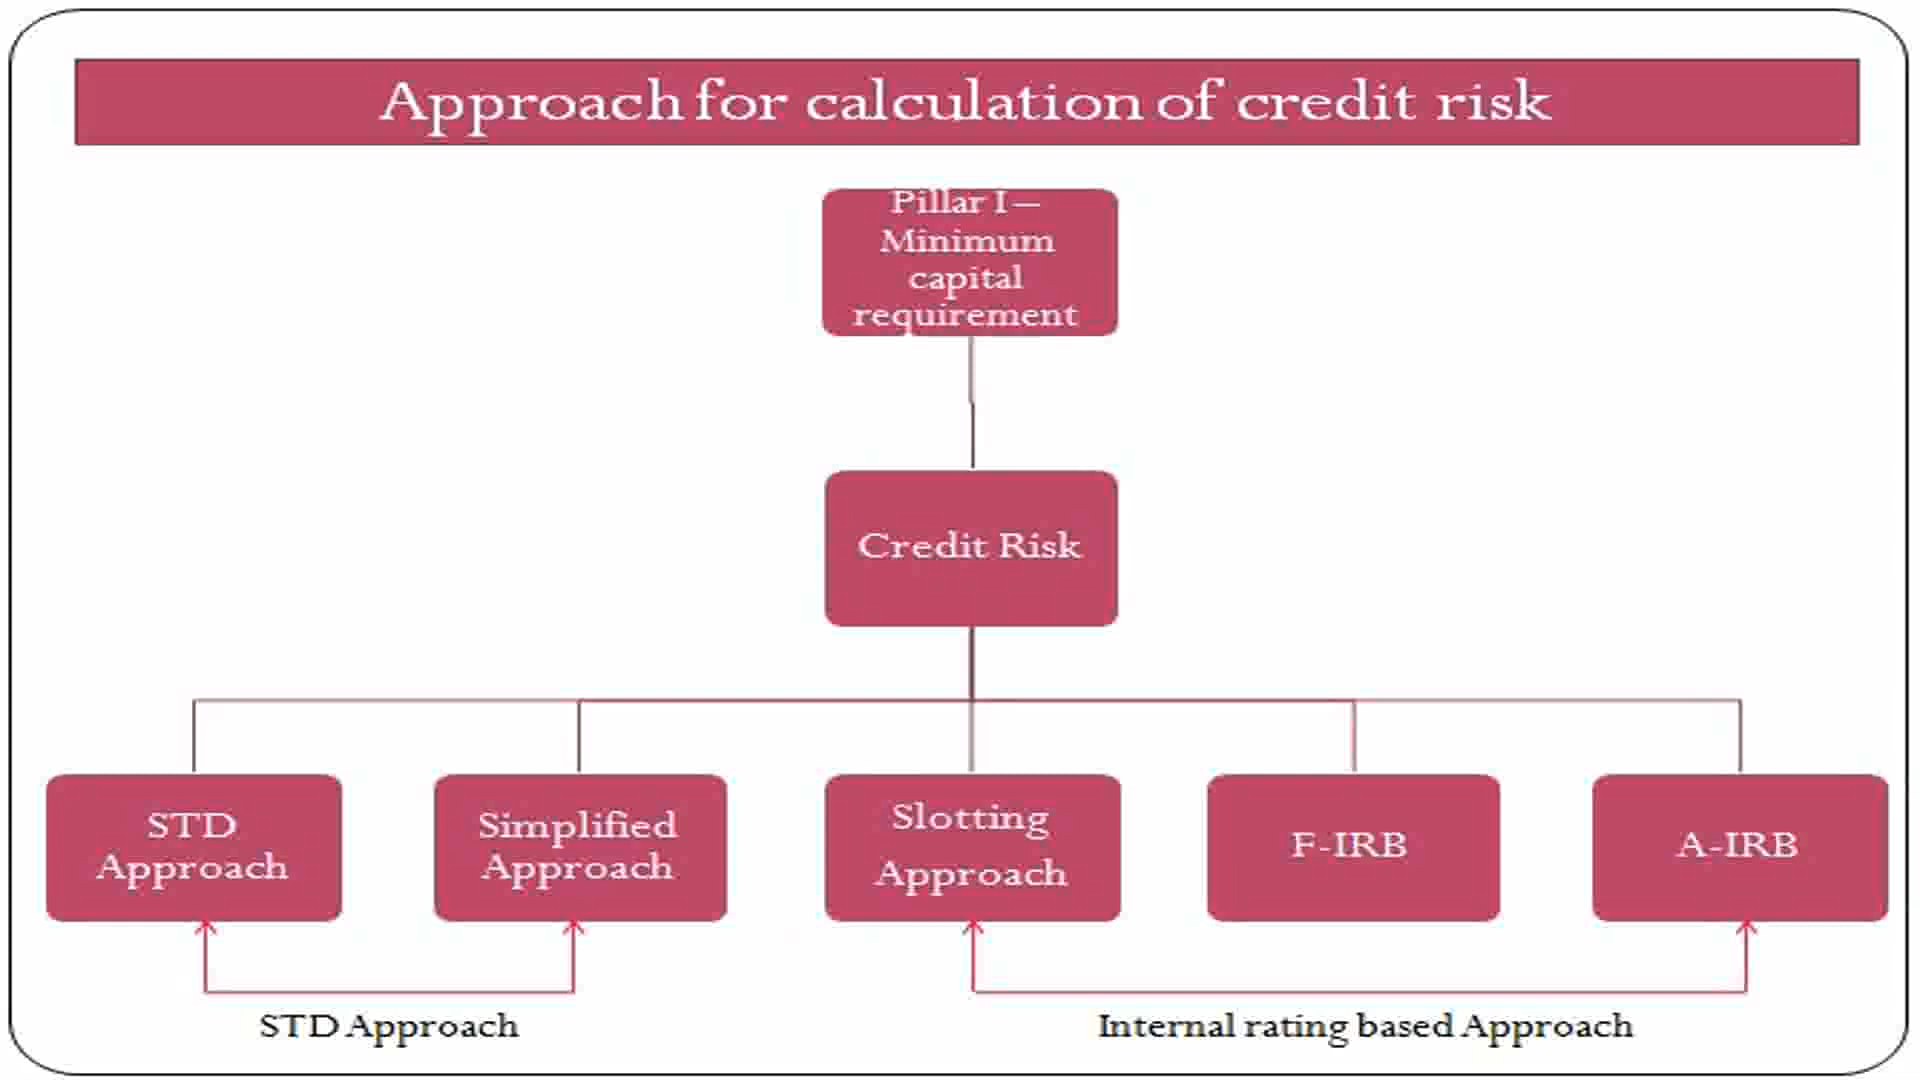 Approach for calculation of credit risk
Pillar I –
Minimum
capital
requirement
Credit Risk
STD
Approach
Simplified
Approach
Slotting
Approach
F-IRB
A-IRB
STD Approach
Internal rating based Approach